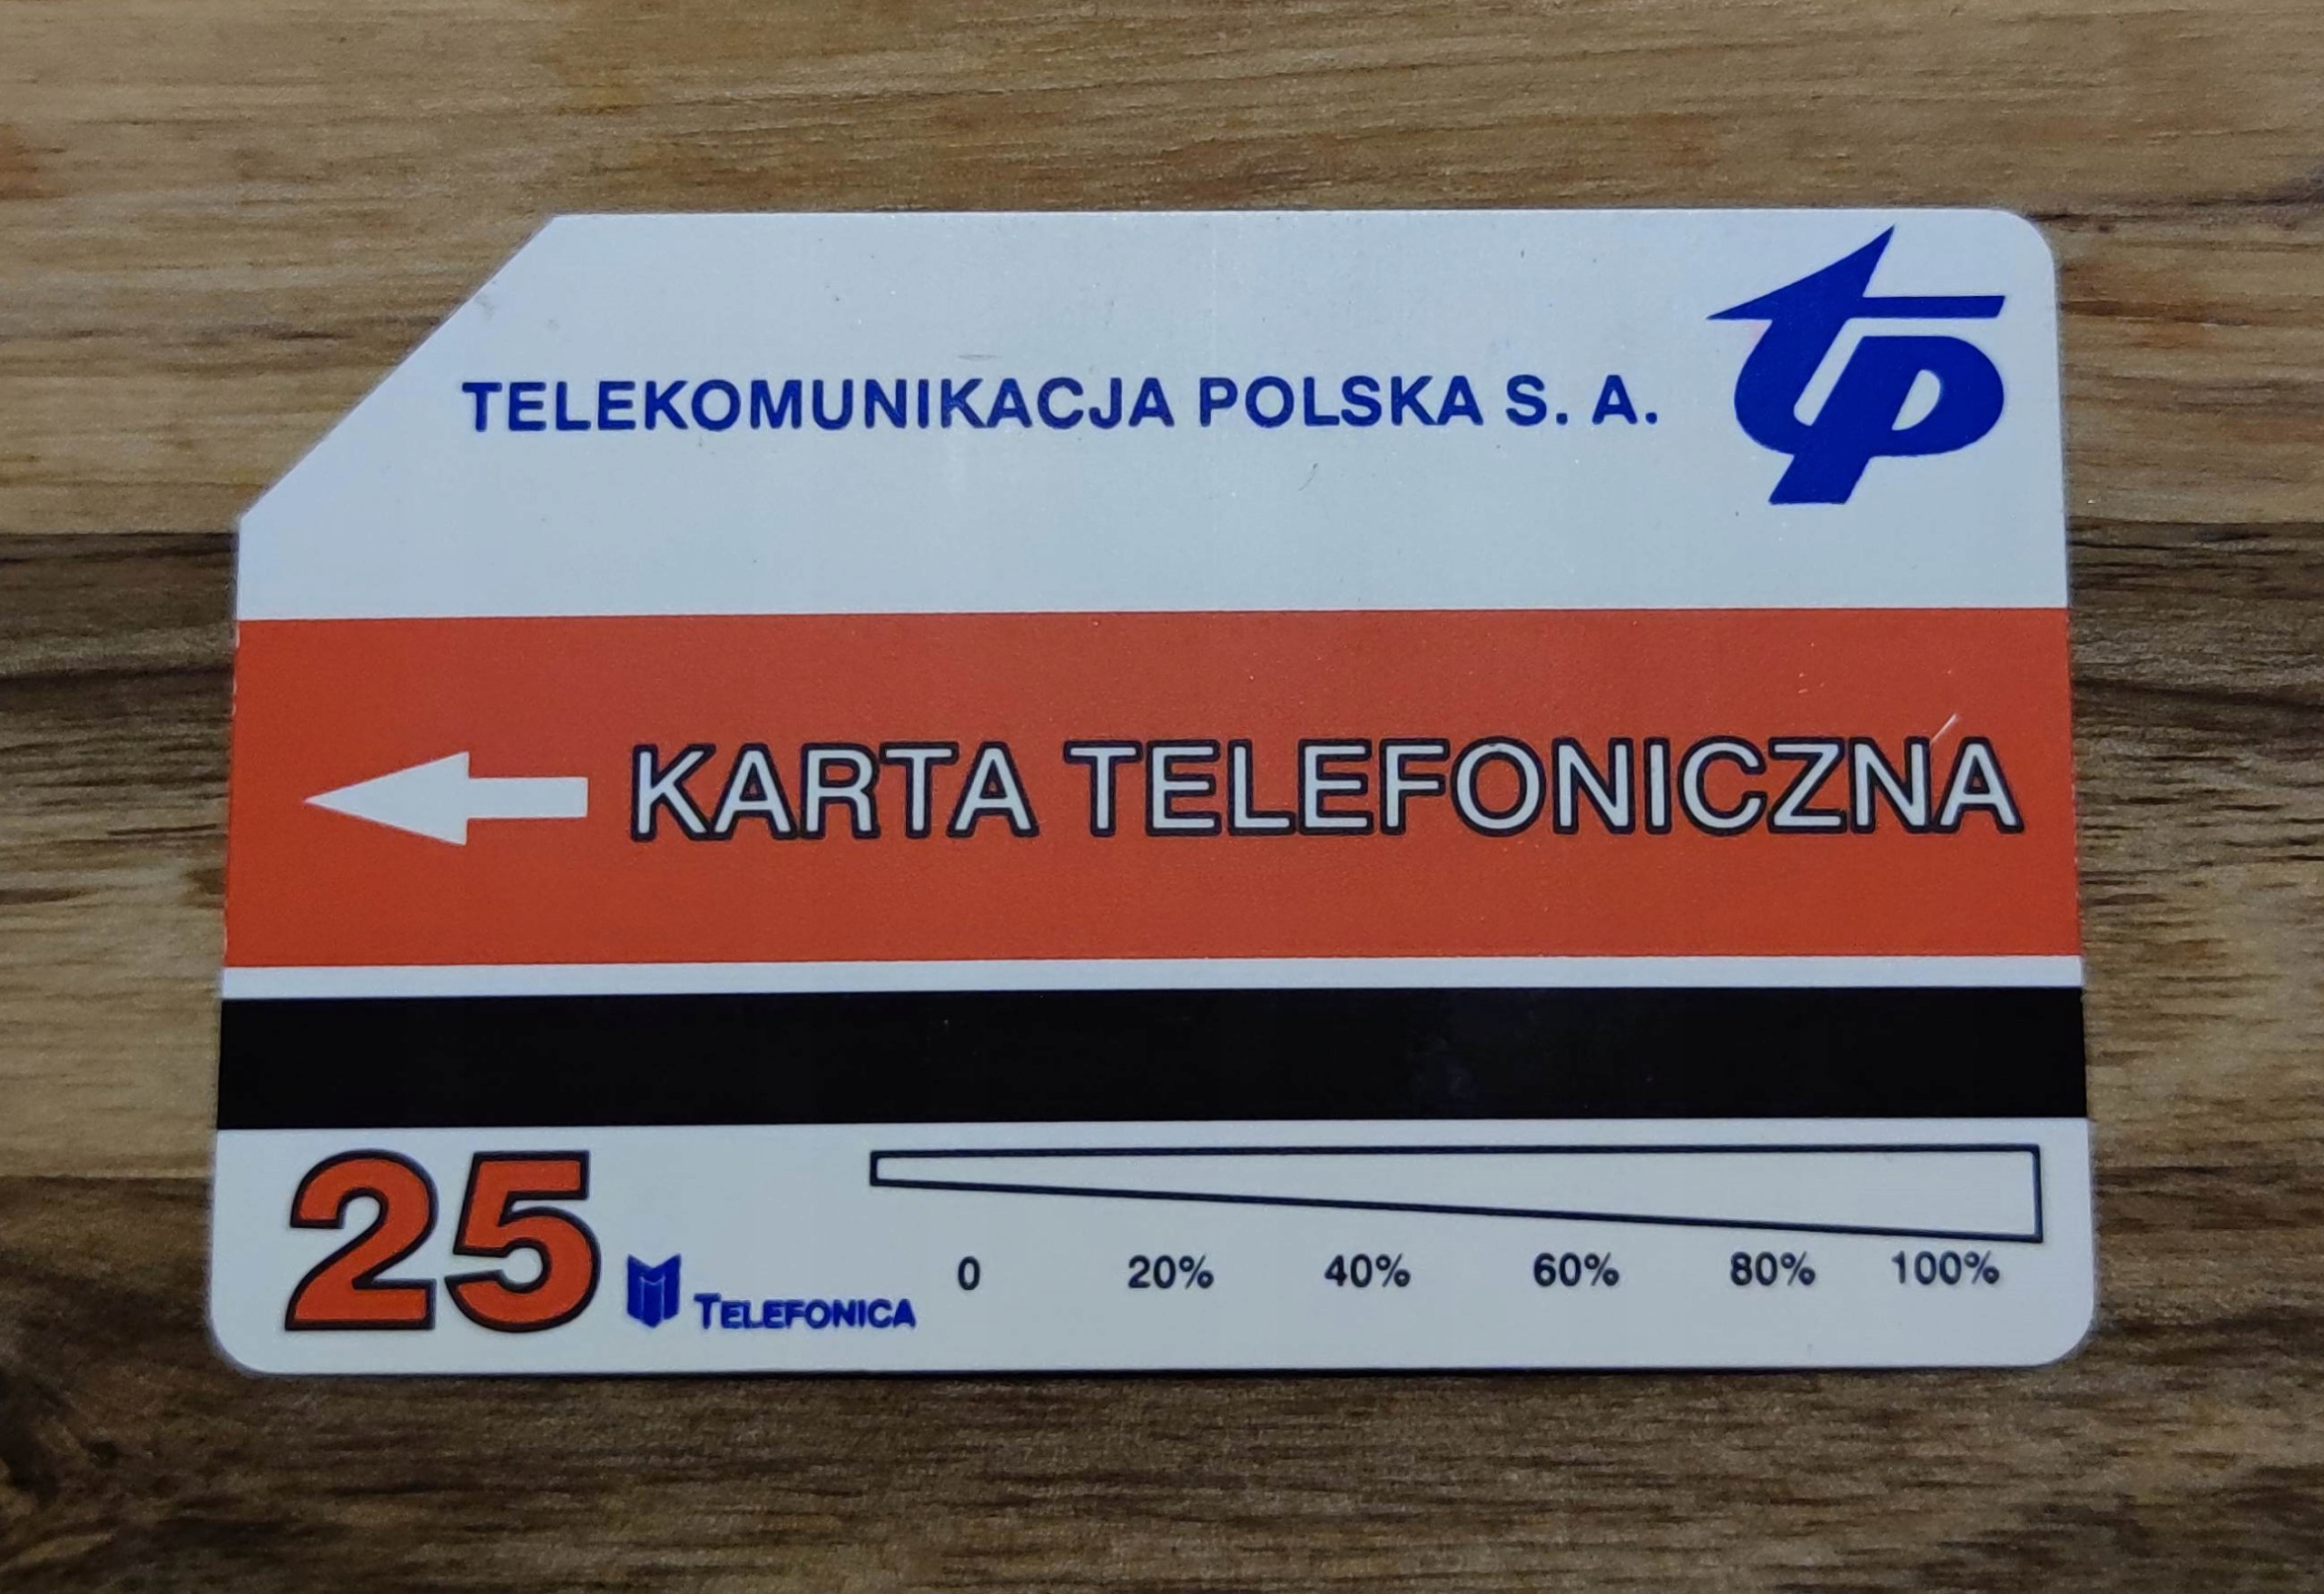 TELEKOMUNIKACJA POLSKA S. A.
tp
KARTA TELEFONICZNA
25
TELEFONICA
0 20% 40% 60% 80% 100%